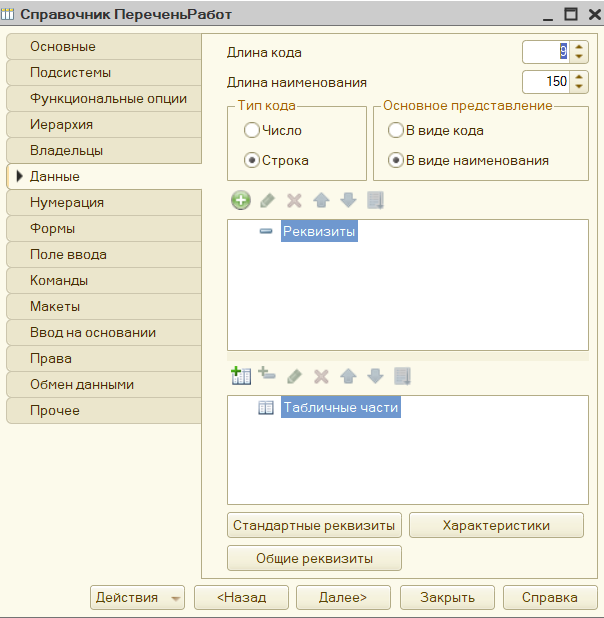 Справочник ПереченьРабот
Основные
Подсистемы
Функциональные опции
Иерархия
Владельцы
Данные
Нумерация
Формы
Поле ввода
Команды
Макеты
Ввод на основании
Права
Обмен данными
Прочее
Длина кода 9
Длина наименования 150
Тип кода
Число
Строка
Основное представление
В виде кода
В виде наименования
Реквизиты
Табличные части
Стандартные реквизиты Характеристики
Общие реквизиты
Действия <Назад Далее> Закрыть Справка